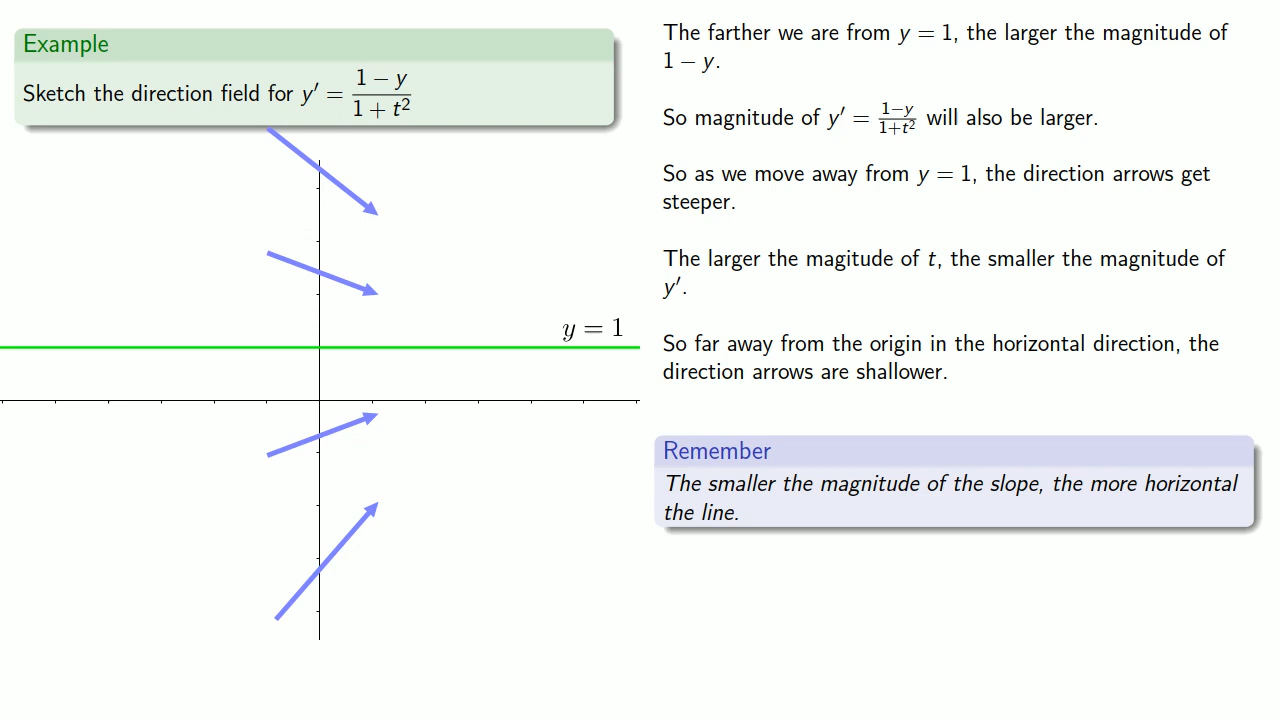 Example
Sketch the direction field for y′ = (1 − y)/(1 + t²)
y = 1
The farther we are from y = 1, the larger the magnitude of
1 − y.
So magnitude of y′ = (1−y)/(1+t²) will also be larger.
So as we move away from y = 1, the direction arrows get
steeper.
The larger the magitude of t, the smaller the magnitude of
y′.
So far away from the origin in the horizontal direction, the
direction arrows are shallower.
Remember
The smaller the magnitude of the slope, the more horizontal
the line.